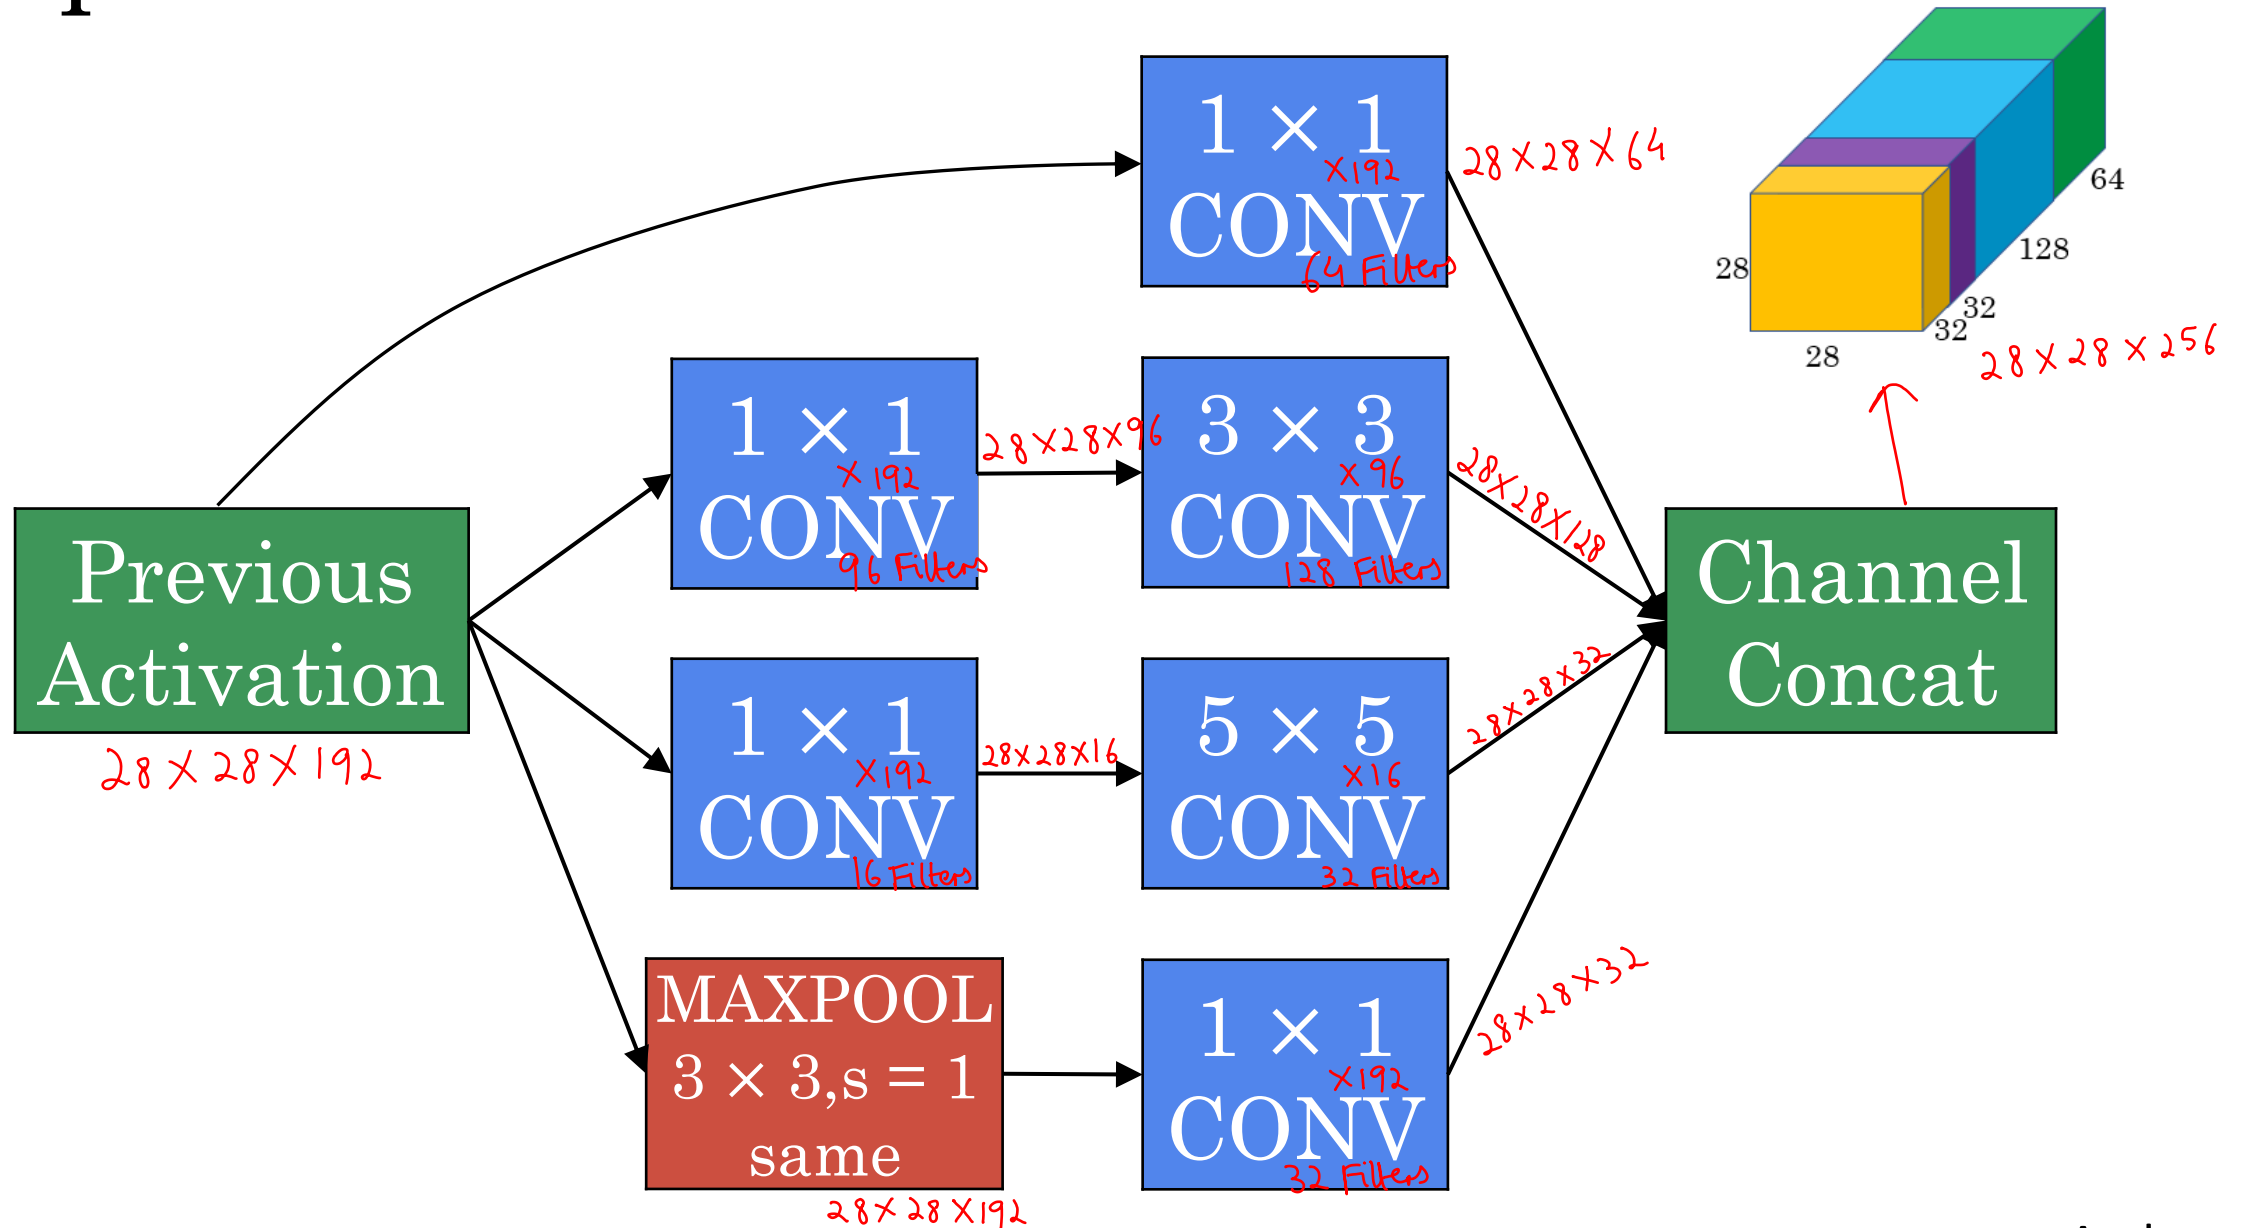 1 × 1
×192
CONV
64 Filters
28×28×64
64
128
32
32
28
28
28×28×256
1 × 1
×192
CONV
96 Filters
28×28×96
3 × 3
×96
CONV
128 Filters
28×28×128
Previous
Activation
28×28×192
Channel
Concat
1 × 1
×192
CONV
16 Filters
28×28×16
5 × 5
×16
CONV
32 Filters
28×28×32
MAXPOOL
3 × 3,s = 1
same
28×28×192
1 × 1
×192
CONV
32 Filters
28×28×32